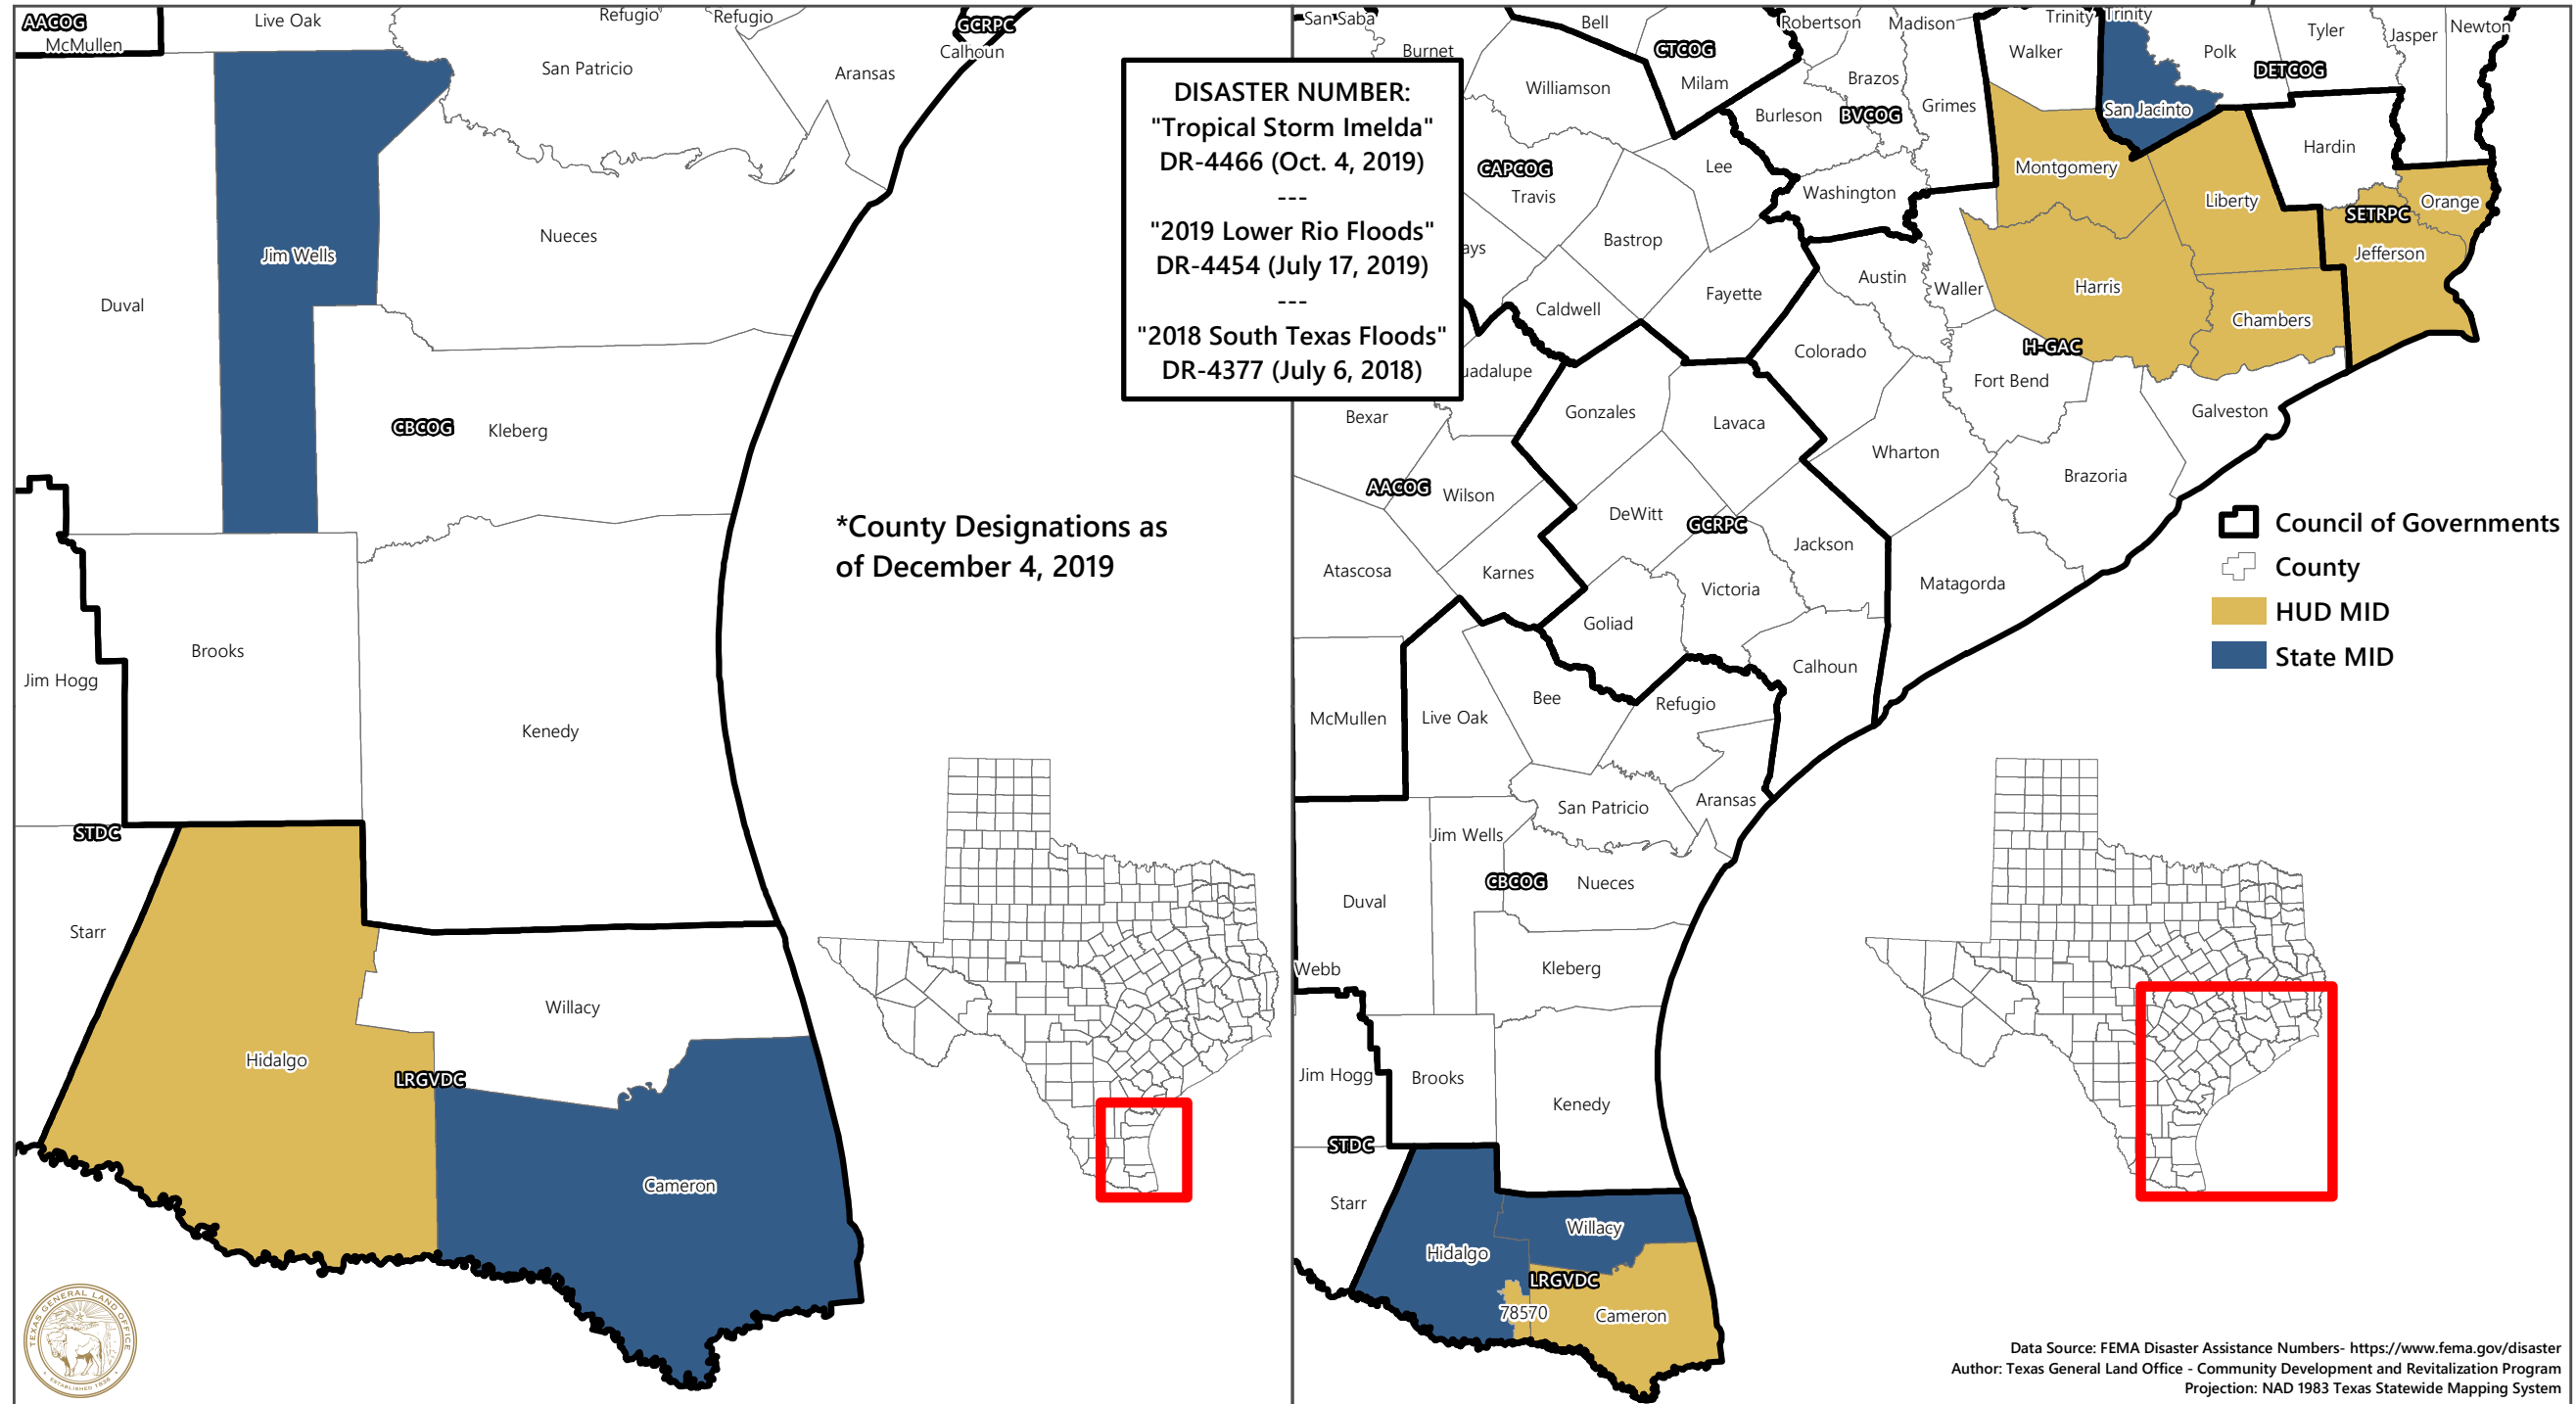 AACOG
McMullen
Live Oak
Refugio
Refugio
GCRPC
Calhoun
San Patricio
Aransas
Jim Wells
Nueces
Duval
CBCOG
Kleberg
Brooks
Jim Hogg
Kenedy
STDC
Starr
Willacy
Hidalgo
LRGVDC
Cameron
*County Designations as
of December 4, 2019
TEXAS GENERAL LAND OFFICE
ESTABLISHED 1836
DISASTER NUMBER:
"Tropical Storm Imelda"
DR-4466 (Oct. 4, 2019)
---
"2019 Lower Rio Floods"
DR-4454 (July 17, 2019)
---
"2018 South Texas Floods"
DR-4377 (July 6, 2018)
San Saba
Bell
Robertson
Madison
Trinity
Trinity
Newton
Tyler
Jasper
Burnet
CTCOG
Walker
Polk
DETCOG
Williamson
Milam
Brazos
Grimes
San Jacinto
Burleson
BVCOG
Hardin
CAPCOG
Lee
Montgomery
Travis
Washington
Liberty
Orange
SETRPC
Bastrop
ays
Jefferson
Austin
Waller
Harris
Caldwell
Fayette
Chambers
Colorado
H-GAC
uadalupe
Fort Bend
Bexar
Gonzales
Lavaca
Galveston
Wharton
Brazoria
AACOG
Wilson
DeWitt
GCRPC
Jackson
Atascosa
Karnes
Matagorda
Victoria
Goliad
Calhoun
Bee
Refugio
McMullen
Live Oak
San Patricio
Aransas
Jim Wells
CBCOG
Nueces
Duval
Webb
Kleberg
Jim Hogg
Brooks
Kenedy
STDC
Starr
Willacy
Hidalgo
LRGVDC
78570
Cameron
Council of Governments
County
HUD MID
State MID
Data Source: FEMA Disaster Assistance Numbers- https://www.fema.gov/disaster
Author: Texas General Land Office - Community Development and Revitalization Program
Projection: NAD 1983 Texas Statewide Mapping System